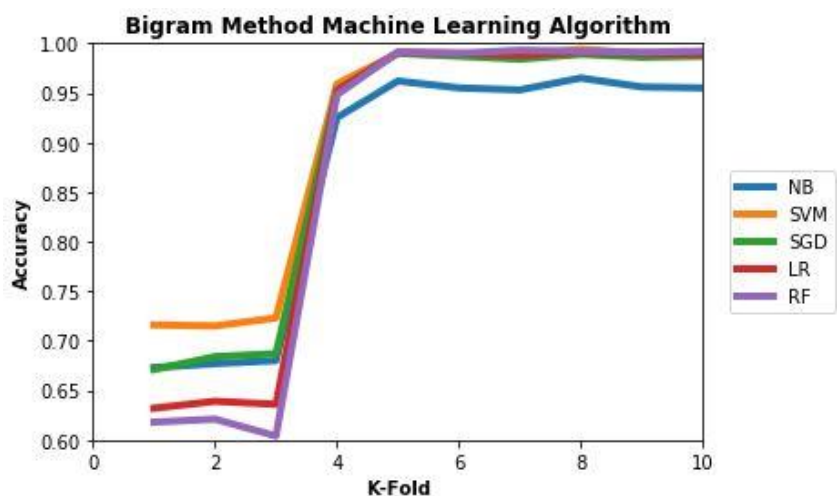 Bigram Method Machine Learning Algorithm
1.00
0.95
0.90
0.85
0.80
0.75
0.70
0.65
0.60
Accuracy
0 2 4 6 8 10
K-Fold
NB
SVM
SGD
LR
RF